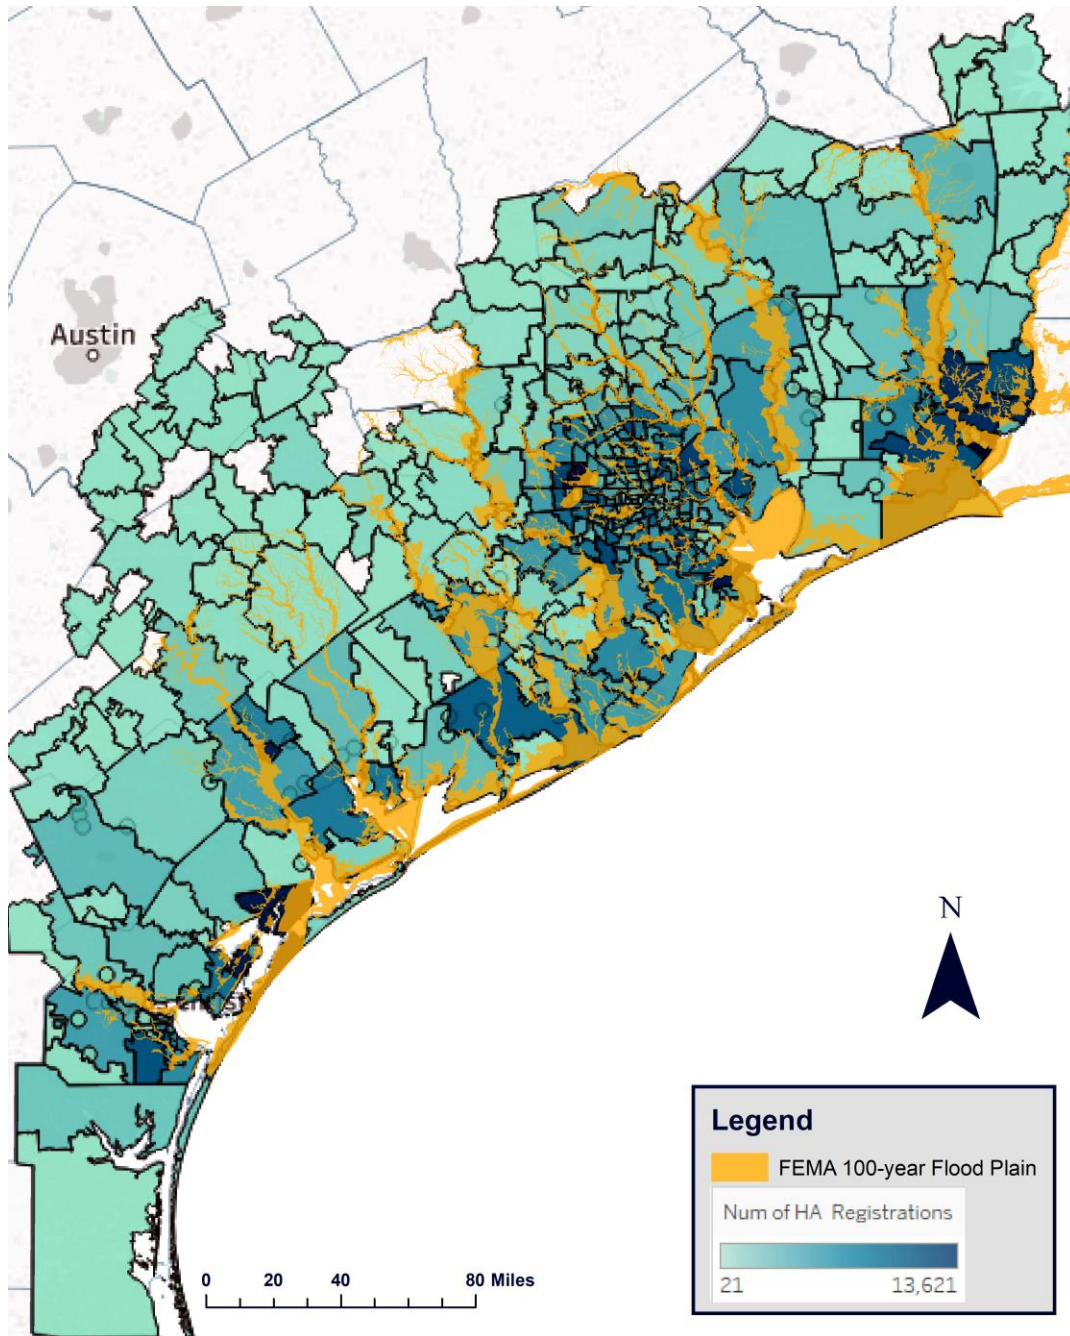 Austin
N
Legend
FEMA 100-year Flood Plain
Num of HA Registrations
21 13,621
0 20 40 80 Miles